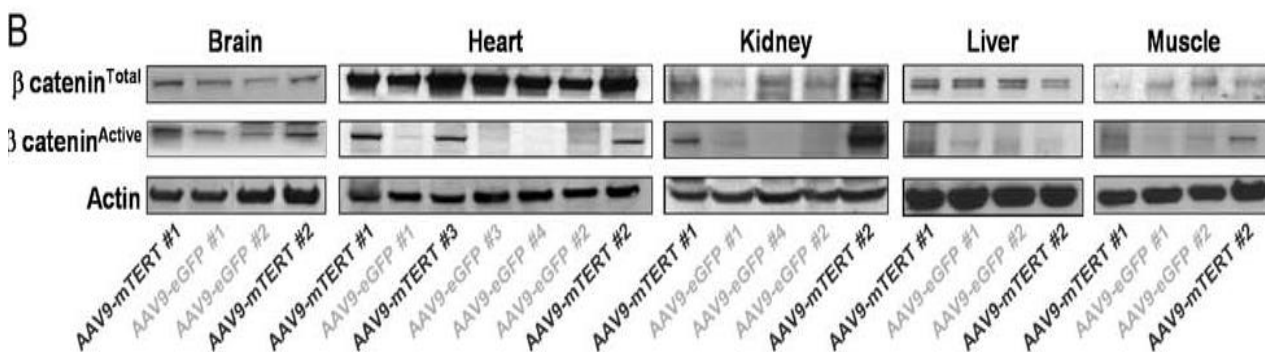 B
Brain Heart Kidney Liver Muscle
β catenin^Total
β catenin^Active
Actin
AAV9-mTERT #1
AAV9-eGFP #1
AAV9-eGFP #2
AAV9-mTERT #2
AAV9-mTERT #1
AAV9-eGFP #1
AAV9-mTERT #3
AAV9-eGFP #3
AAV9-eGFP #4
AAV9-eGFP #2
AAV9-mTERT #2
AAV9-mTERT #1
AAV9-eGFP #1
AAV9-eGFP #4
AAV9-eGFP #2
AAV9-mTERT #2
AAV9-mTERT #1
AAV9-eGFP #1
AAV9-eGFP #2
AAV9-mTERT #2
AAV9-mTERT #1
AAV9-eGFP #1
AAV9-eGFP #2
AAV9-mTERT #2